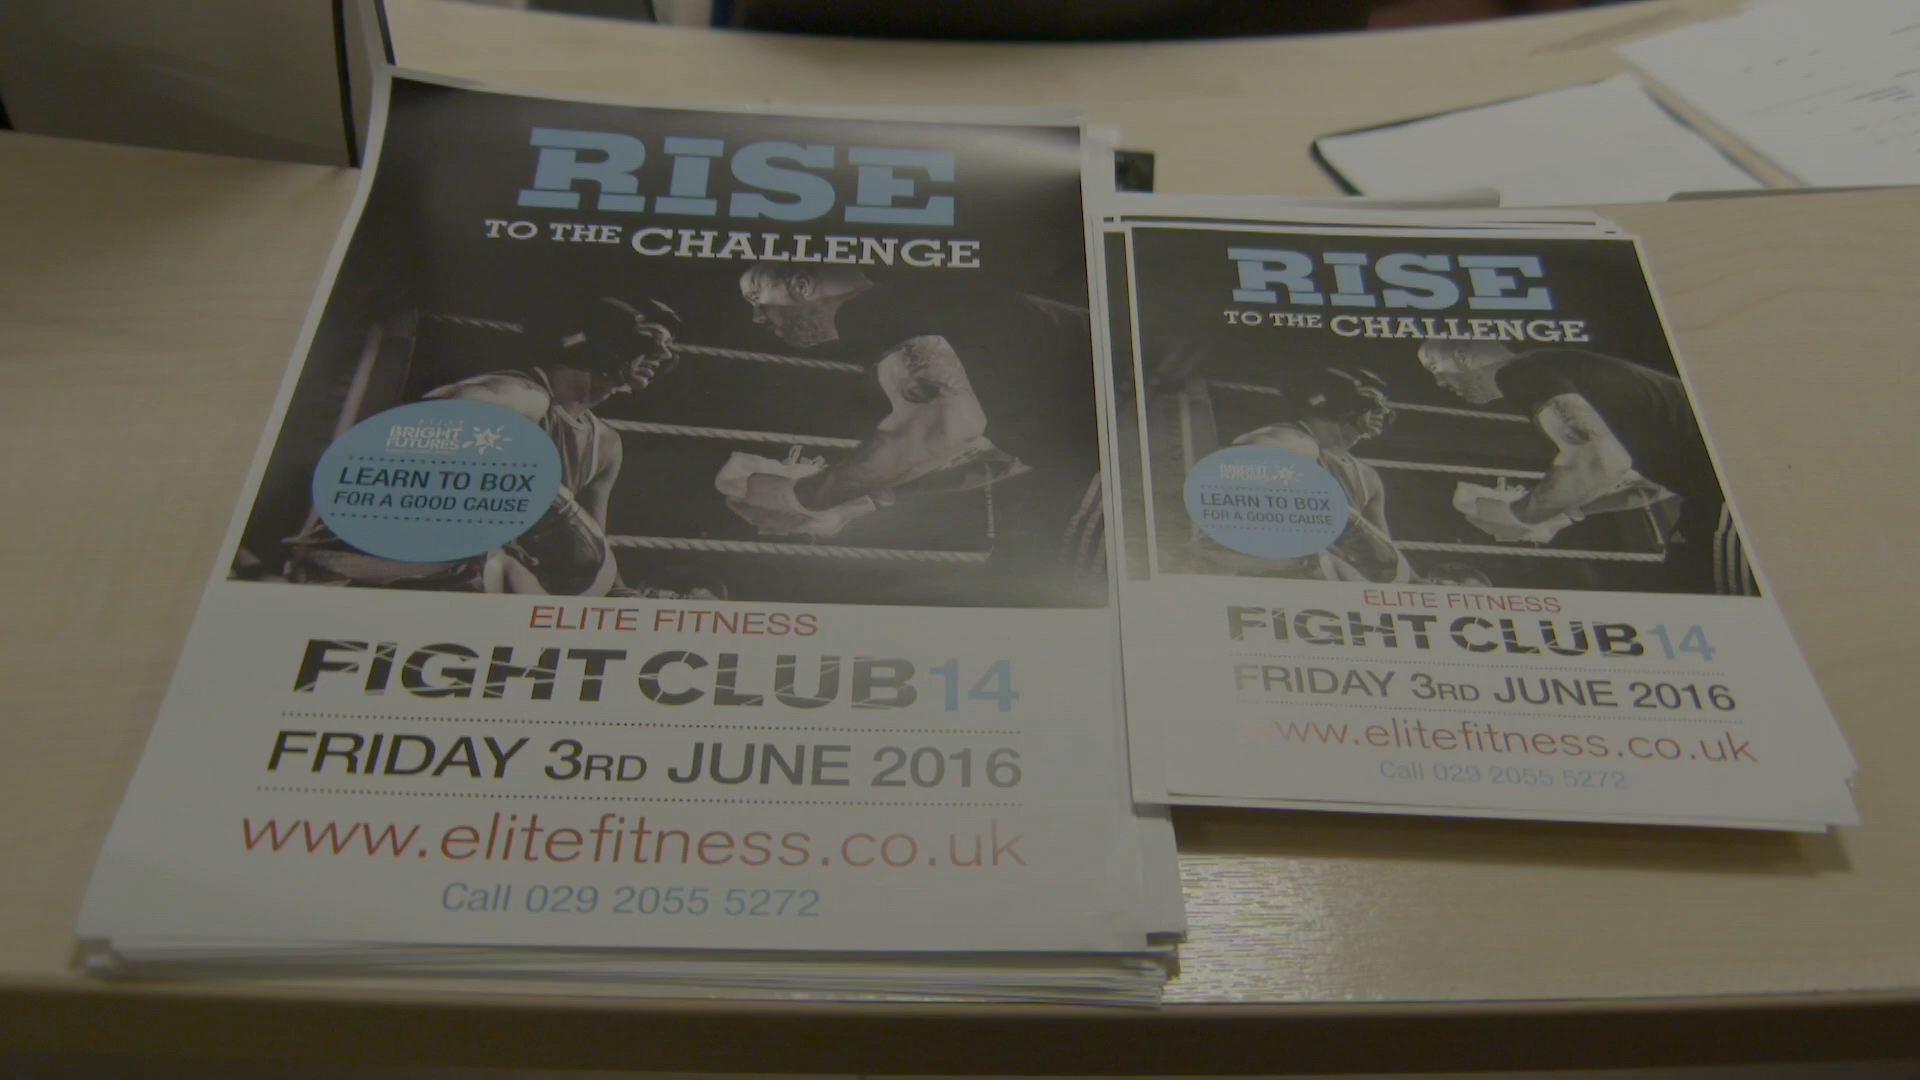 RISE
TO THE CHALLENGE
BRIGHT
FUTURES
LEARN TO BOX
FOR A GOOD CAUSE
ELITE FITNESS
FIGHT CLUB 14
FRIDAY 3RD JUNE 2016
www.elitefitness.co.uk
Call 029 2055 5272
RISE
TO THE CHALLENGE
BRIGHT
FUTURES
LEARN TO BOX
FOR A GOOD CAUSE
ELITE FITNESS
FIGHT CLUB 14
FRIDAY 3RD JUNE 2016
www.elitefitness.co.uk
Call 029 2055 5272